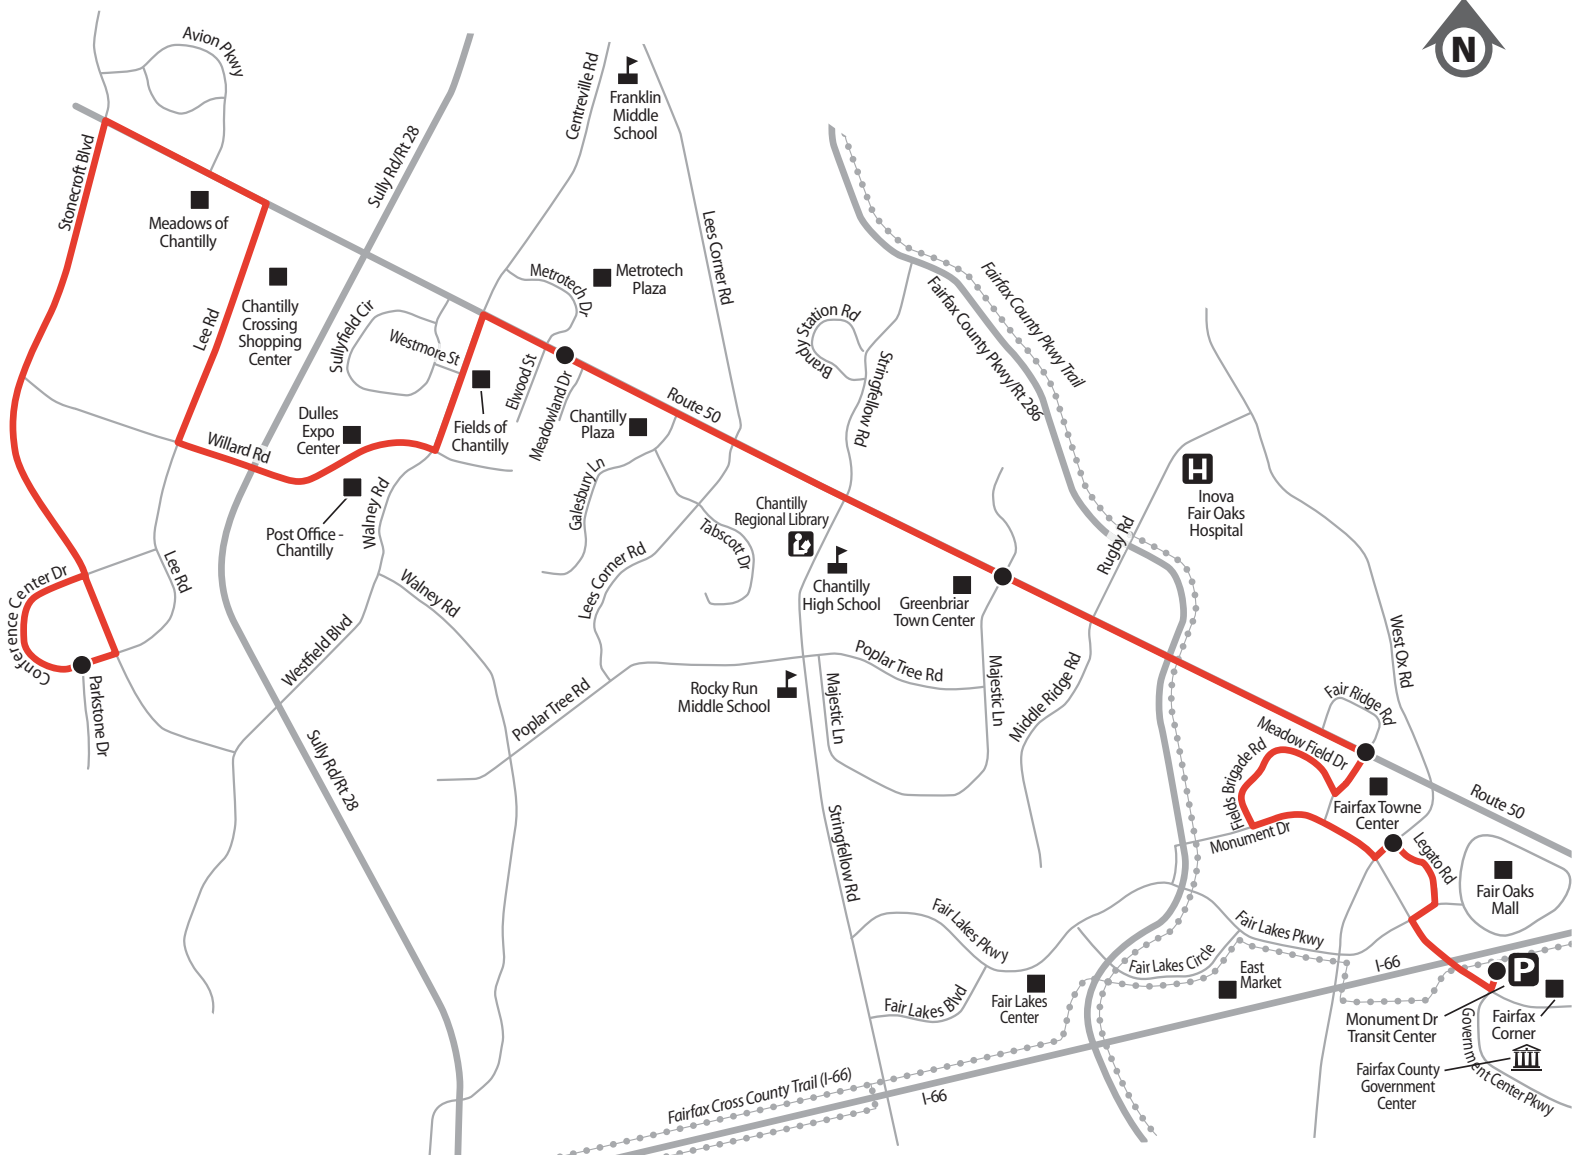 N
Avion Pkwy
Stonecroft Blvd
Meadows of
Chantilly
Sully Rd/Rt 28
Centreville Rd
Franklin
Middle
School
Lees Corner Rd
Metrotech Dr
Metrotech
Plaza
Chantilly
Crossing
Shopping
Center
Lee Rd
Sullyfield Cir
Westmore St
Elwood St
Meadowland Dr
Fields of
Chantilly
Dulles
Expo
Center
Willard Rd
Post Office -
Chantilly
Walney Rd
Chantilly
Plaza
Route 50
Galesbury Ln
Brandy Station Rd
Stringfellow Rd
Fairfax County Pkwy Trail
Fairfax County Pkwy/Rt 286
Chantilly
Regional Library
Tabscott Dr
Lees Corner Rd
Chantilly
High School
Greenbriar
Town Center
H
Inova
Fair Oaks
Hospital
Rugby Rd
Conference Center Dr
Lee Rd
Walney Rd
Westfield Blvd
Parkstone Dr
Sully Rd/Rt 28
Poplar Tree Rd
Rocky Run
Middle School
Poplar Tree Rd
Majestic Ln
Majestic Ln
Middle Ridge Rd
West Ox Rd
Fair Ridge Rd
Meadow Field Dr
Fields Brigade Rd
Monument Dr
Fairfax Towne
Center
Route 50
Legato Rd
Fair Oaks
Mall
Stringfellow Rd
Fair Lakes Pkwy
Fair Lakes Pkwy
Fair Lakes Circle
East
Market
I-66
Fair Lakes Blvd
Fair Lakes
Center
P
Monument Dr
Transit Center
Fairfax
Corner
Government Center Pkwy
Fairfax County
Government
Center
Fairfax Cross County Trail (I-66)
I-66